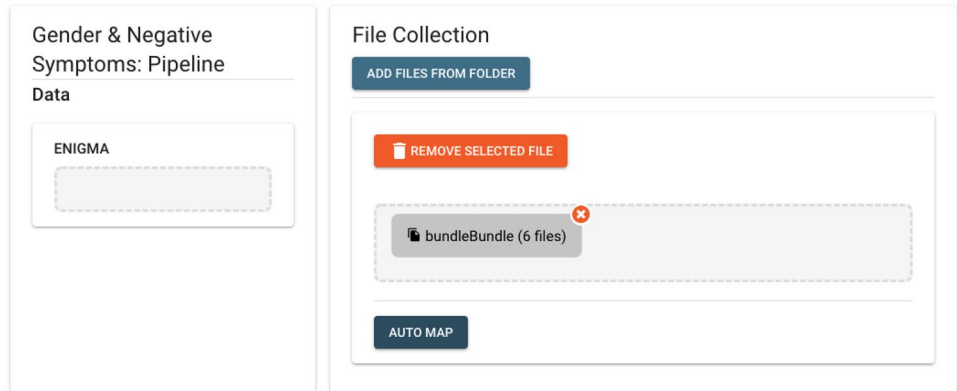 Gender & Negative
Symptoms: Pipeline
Data
ENIGMA
File Collection
ADD FILES FROM FOLDER
REMOVE SELECTED FILE
bundleBundle (6 files)
AUTO MAP